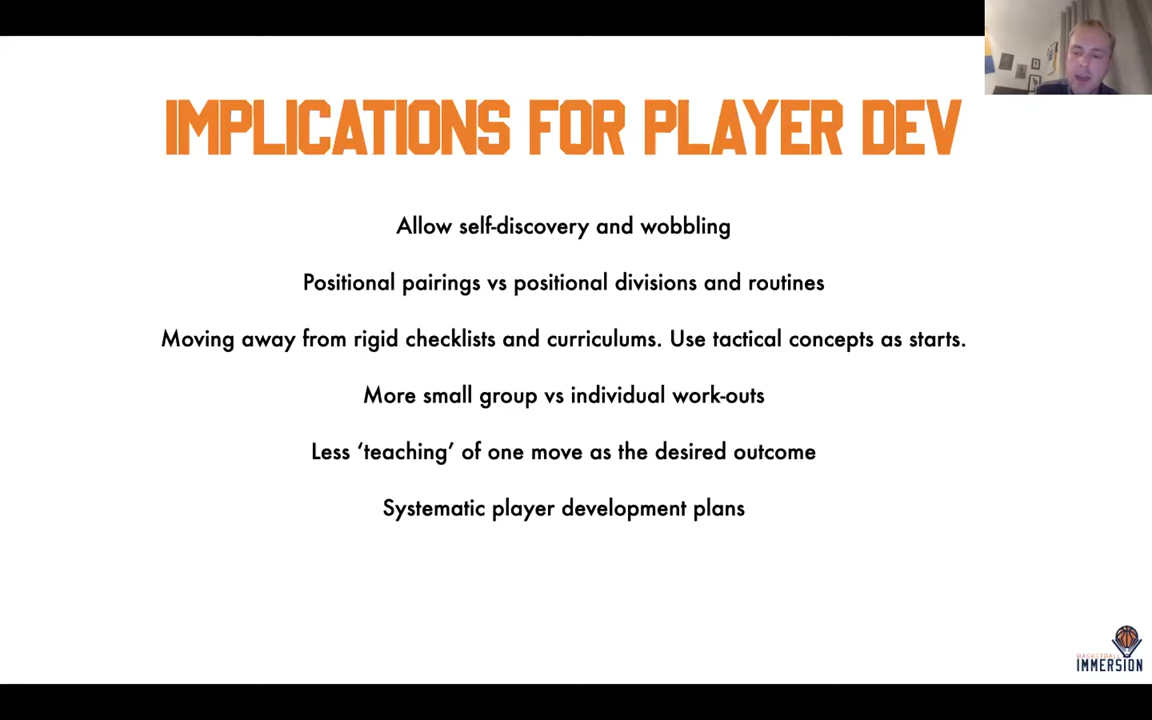 IMPLICATIONS FOR PLAYER DEV
Allow self-discovery and wobbling
Positional pairings vs positional divisions and routines
Moving away from rigid checklists and curriculums. Use tactical concepts as starts.
More small group vs individual work-outs
Less ‘teaching’ of one move as the desired outcome
Systematic player development plans
BASKETBALL
IMMERSION